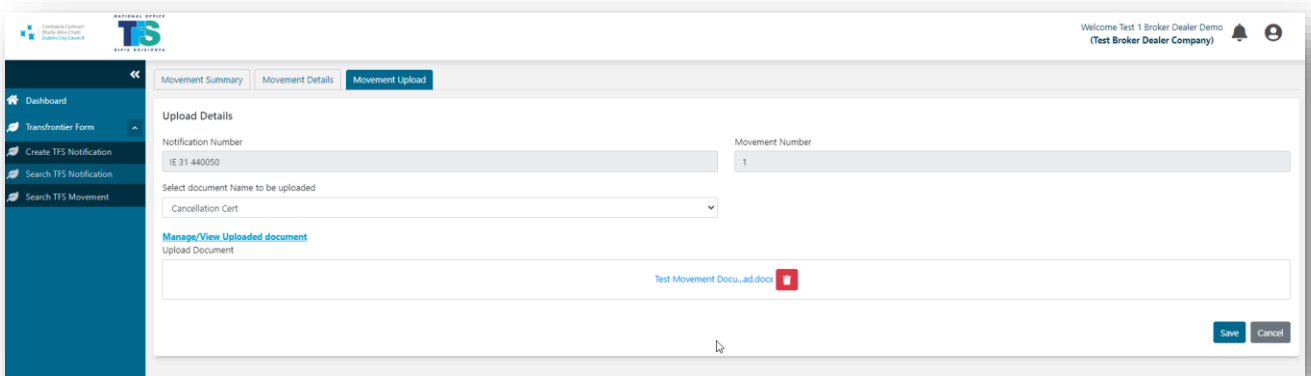 Comhairle Cathrach
Bhaile Átha Cliath
Dublin City Council
NATIONAL OFFICE
TFS
OIFIG NÁISIÚNTA
Welcome Test 1 Broker Dealer Demo
(Test Broker Dealer Company)
Movement Summary
Movement Details
Movement Upload
Dashboard
Transfrontier Form
Create TFS Notification
Search TFS Notification
Search TFS Movement
Upload Details
Notification Number
Movement Number
IE 31 440050
1
Select document Name to be uploaded
Cancellation Cert
Manage/View Uploaded document
Upload Document
Test Movement Docu...ad.docx
Save
Cancel